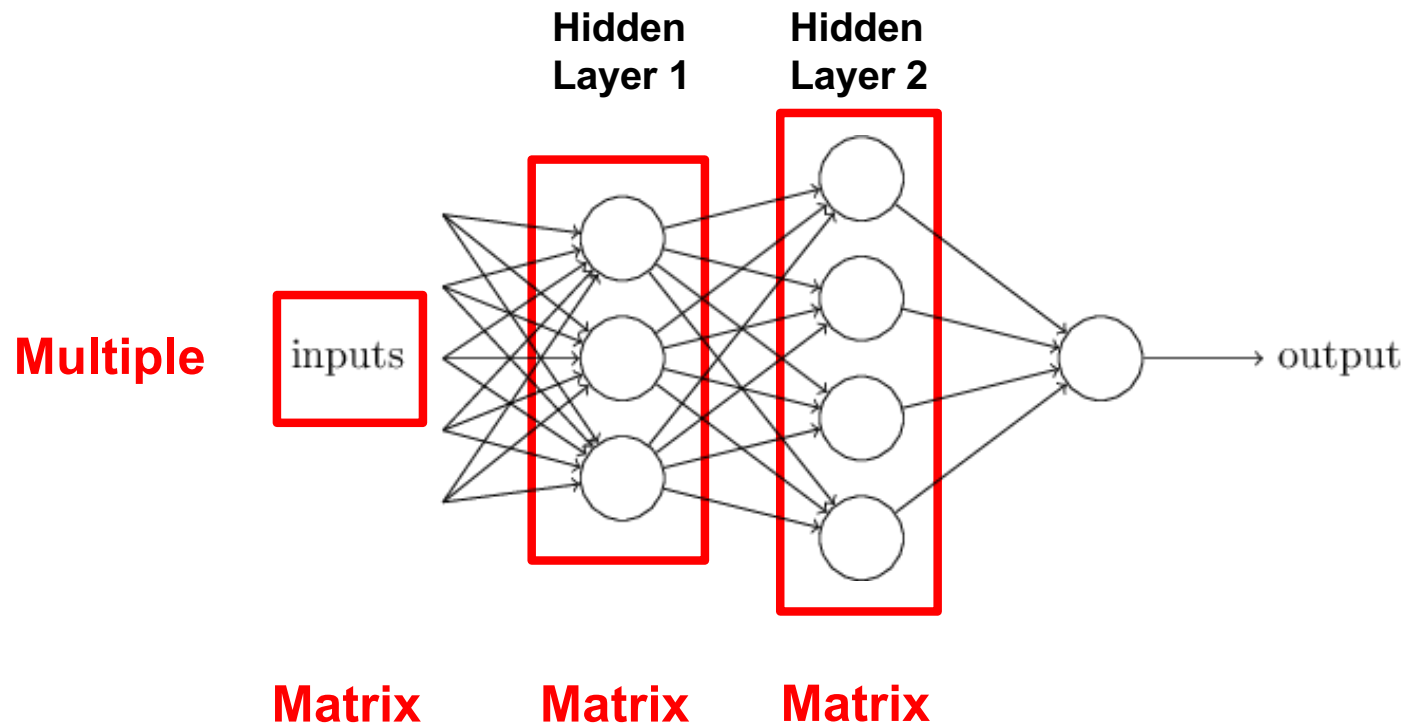 Hidden
Layer 1
Hidden
Layer 2
Multiple
inputs
output
Matrix
Matrix
Matrix